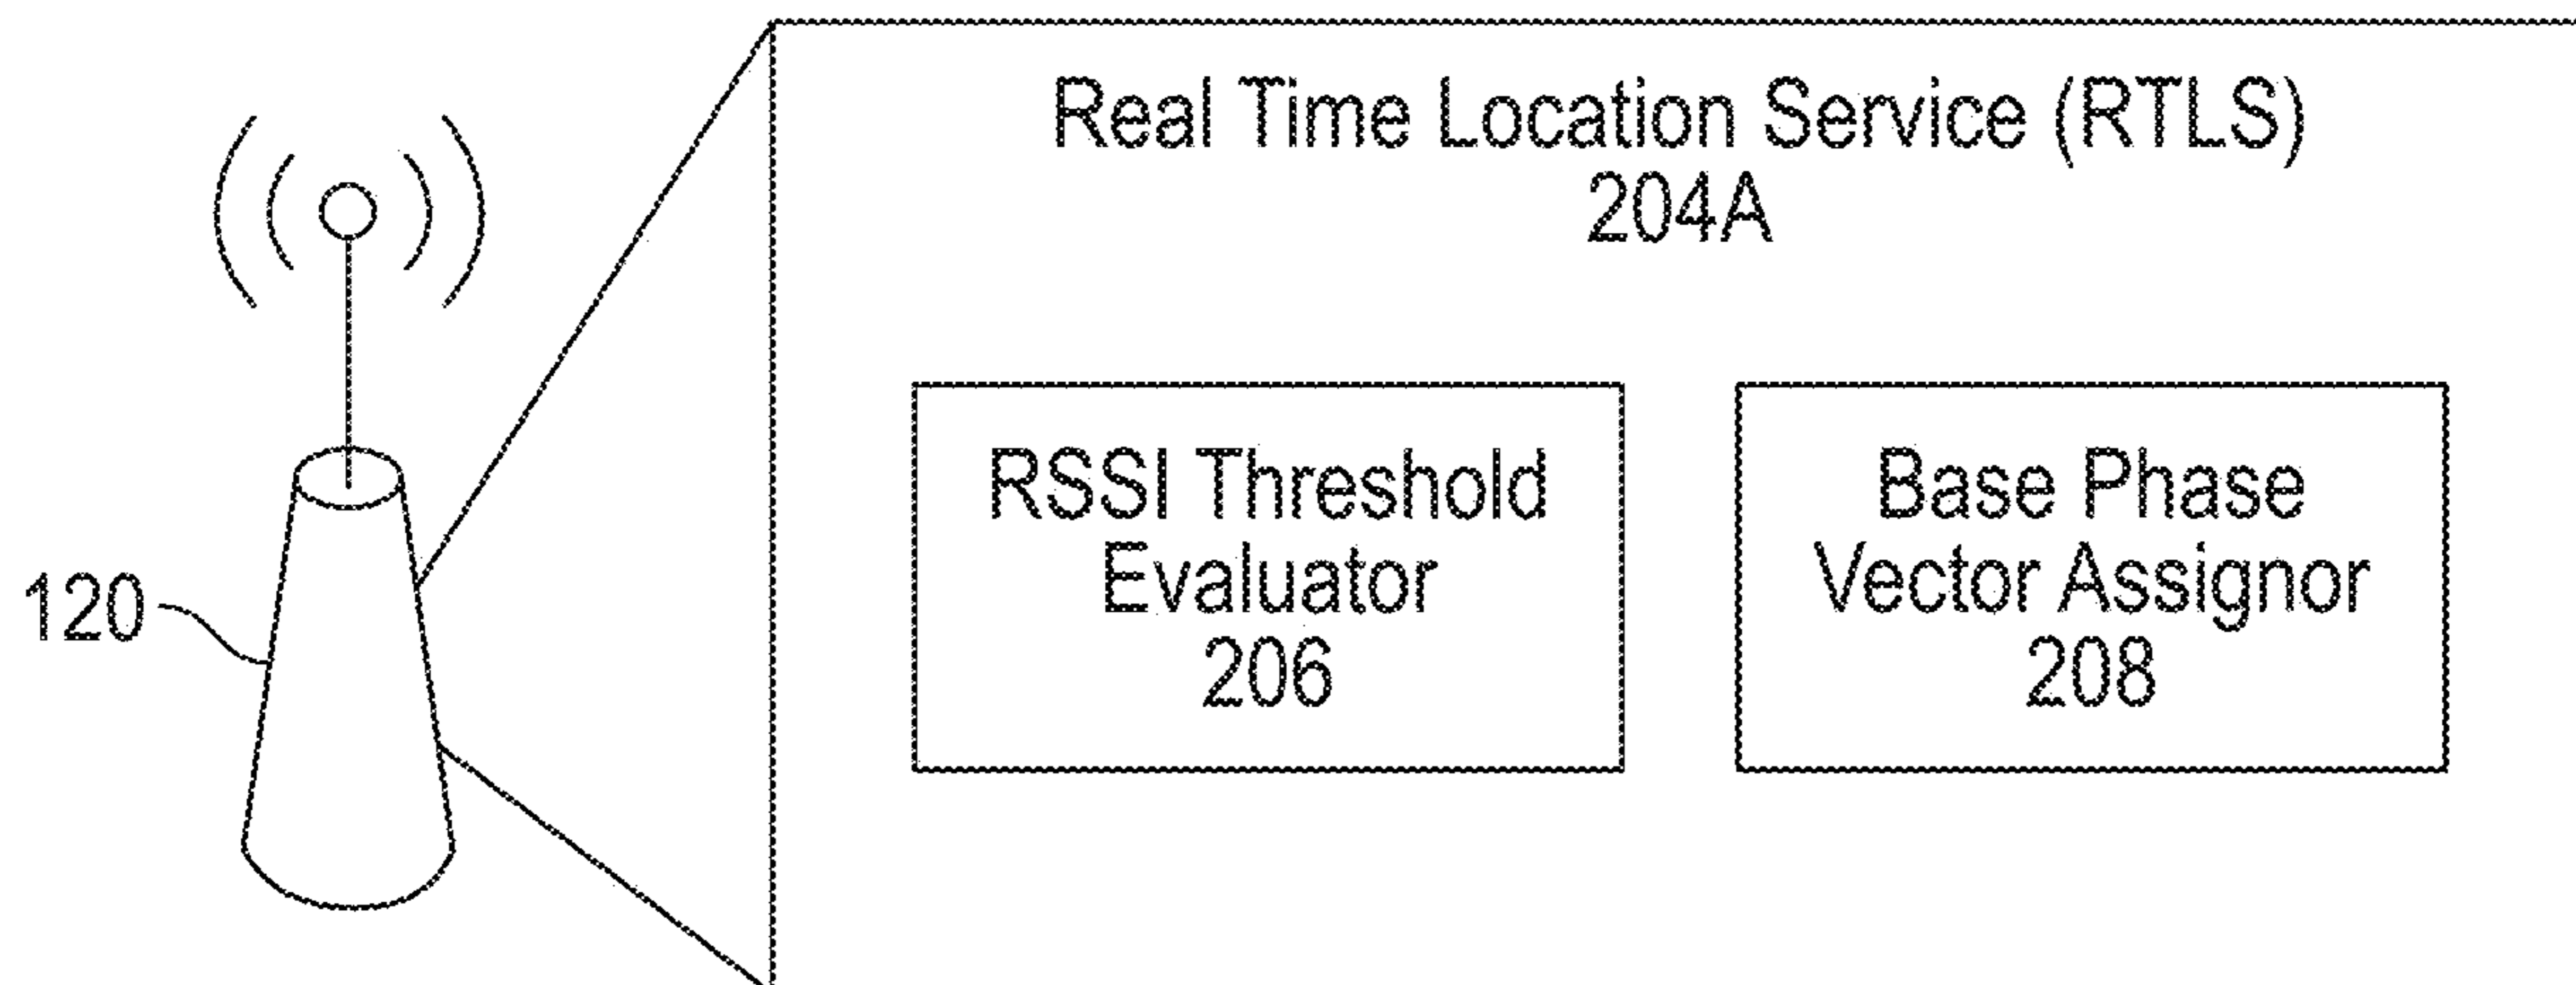 Real Time Location Service (RTLS)
204A
RSSI Threshold
Evaluator
206
Base Phase
Vector Assignor
208
120